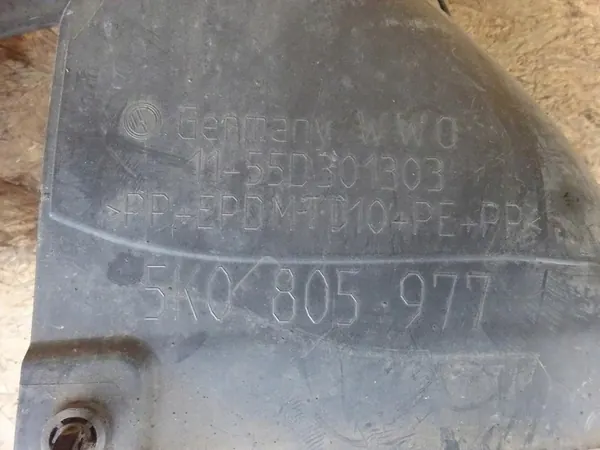 Germany WWO
11-55D301303
>PP+EPDM-TD10+PE+PP<
5K0 805 977